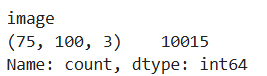 image
(75, 100, 3)    10015
Name: count, dtype: int64